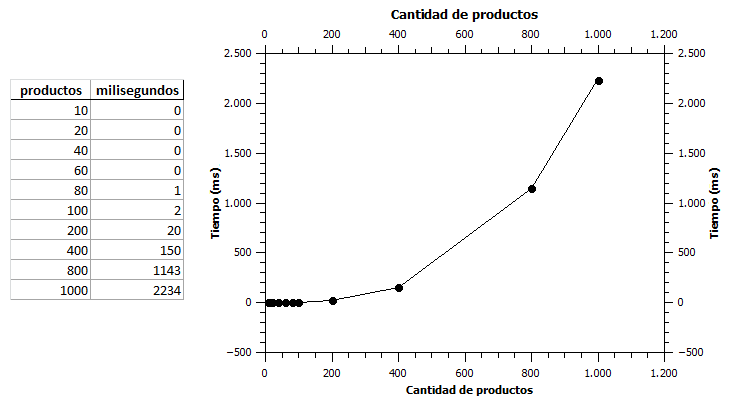 productos milisegundos
10 0
20 0
40 0
60 0
80 1
100 2
200 20
400 150
800 1143
1000 2234
Cantidad de productos
0 200 400 600 800 1.000 1.200
2.500 2.500
2.000 2.000
1.500 1.500
1.000 1.000
500 500
0 0
−500 −500
Tiempo (ms)
Tiempo (ms)
0 200 400 600 800 1.000 1.200
Cantidad de productos